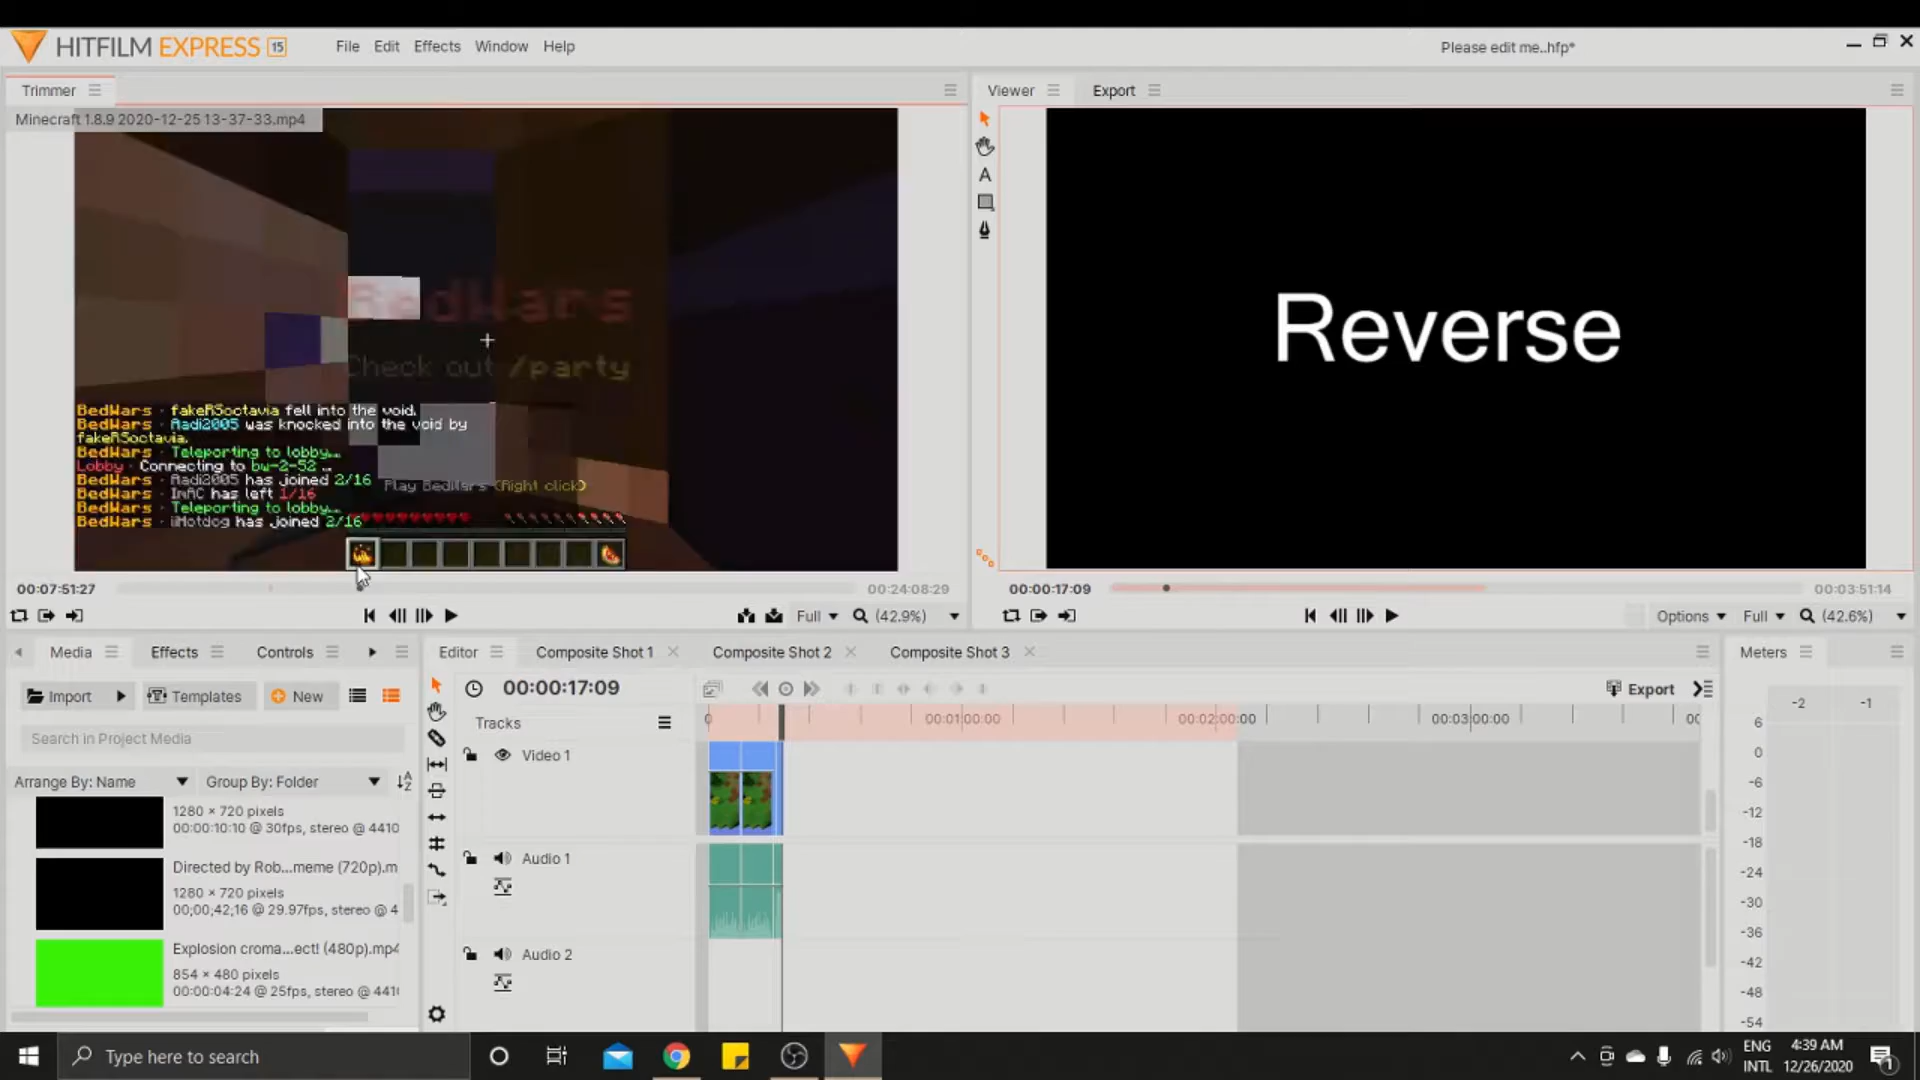 HITFILM EXPRESS 15
File Edit Effects Window Help
Please edit me..hfp*
Trimmer
Viewer
Export
Minecraft 1.8.9 2020-12-25 13-37-33.mp4
BedWars
Check out /party
BedWars · fakeRSoctavia fell into the void.
BedWars · Aadi2005 was knocked into the void by
fakeRSoctavia.
BedWars · Teleporting to lobby…
Lobby · Connecting to bw-2-52 …
BedWars · Aadi2005 has joined 2/16
BedWars · ImAC has left 1/16
BedWars · Teleporting to lobby…
BedWars · iiHotdog has joined 2/16
Play BedWars (Right click)
Reverse
00:07:51:27
00:24:08:29
00:00:17:09
00:03:51:14
Full
(42.9%)
Options
Full
(42.6%)
Media
Effects
Controls
Editor
Composite Shot 1
Composite Shot 2
Composite Shot 3
Meters
Import
Templates
New
00:00:17:09
Export
Search in Project Media
Tracks
0
00:01:00:00
00:02:00:00
00:03:00:00
00
Arrange By: Name
Group By: Folder
1280 × 720 pixels
00:00:10:10 @ 30fps, stereo @ 4410
Directed by Rob...meme (720p).m
1280 × 720 pixels
00;00;42;16 @ 29.97fps, stereo @ 4
Explosion croma...ect! (480p).mp4
854 × 480 pixels
00:00:04:24 @ 25fps, stereo @ 441
Video 1
Audio 1
Audio 2
-2
-1
6
0
-6
-12
-18
-24
-30
-36
-42
-48
-54
Type here to search
ENG
INTL
4:39 AM
12/26/2020
1